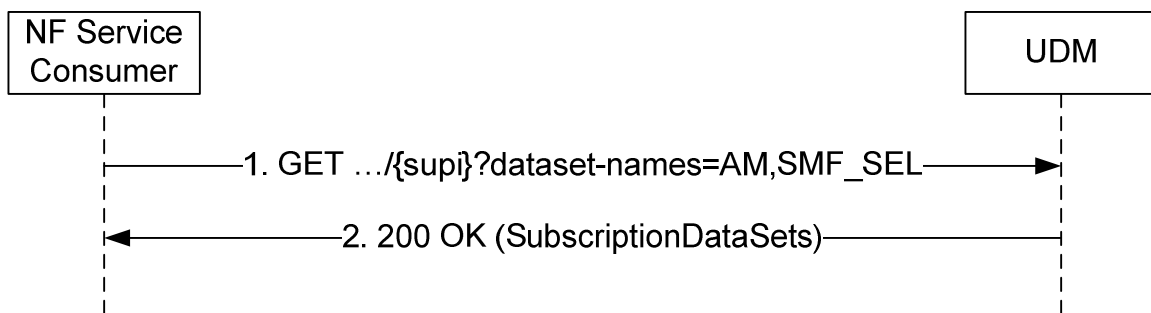 NF Service
Consumer
UDM
1. GET …/{supi}?dataset-names=AM,SMF_SEL
2. 200 OK (SubscriptionDataSets)